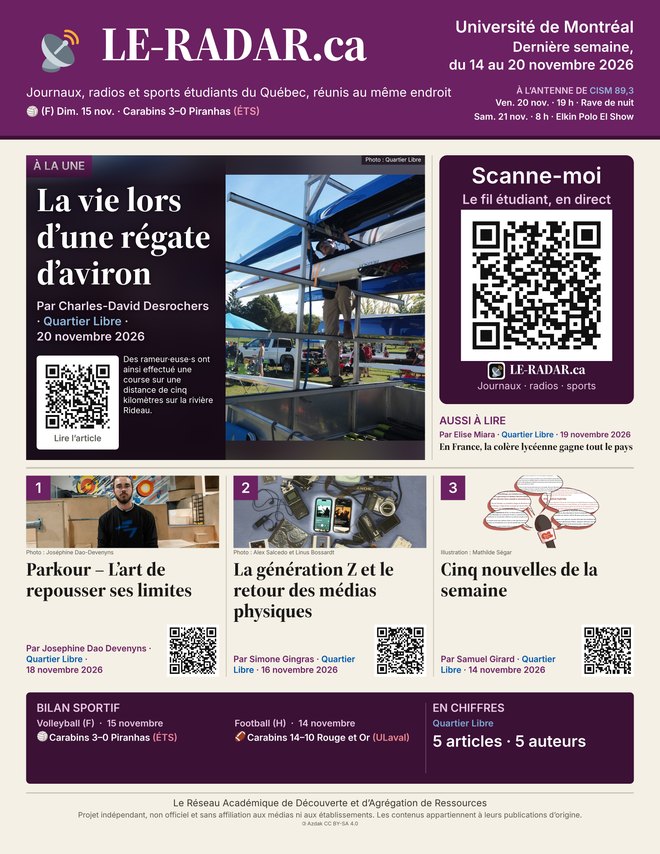 LE-RADAR.ca
Journaux, radios et sports étudiants du Québec, réunis au même endroit
(F) Dim. 15 nov. · Carabins 3–0 Piranhas (ÉTS)
Université de Montréal
Dernière semaine,
du 14 au 20 novembre 2026
À L'ANTENNE DE CISM 89,3
Ven. 20 nov. · 19 h · Rave de nuit
Sam. 21 nov. · 8 h · Elkin Polo El Show
À LA UNE
Photo : Quartier Libre
La vie lors
d'une régate
d'aviron
Par Charles-David Desrochers
· Quartier Libre ·
20 novembre 2026
Lire l'article
Des rameur·euse·s ont
ainsi effectué une
course sur une
distance de cinq
kilomètres sur la rivière
Rideau.
Scanne-moi
Le fil étudiant, en direct
LE-RADAR.ca
Journaux · radios · sports
AUSSI À LIRE
Par Elise Miara · Quartier Libre · 19 novembre 2026
En France, la colère lycéenne gagne tout le pays
1
Photo : Joséphine Dao-Devenyns
Parkour – L'art de
repousser ses limites
Par Josephine Dao Devenyns ·
Quartier Libre ·
18 novembre 2026
2
Photo : Alex Salcedo et Linus Bossardt
La génération Z et le
retour des médias
physiques
Par Simone Gingras · Quartier
Libre · 16 novembre 2026
3
Illustration : Mathilde Ségar
Cinq nouvelles de la
semaine
Par Samuel Girard · Quartier
Libre · 14 novembre 2026
BILAN SPORTIF
Volleyball (F) · 15 novembre
Carabins 3–0 Piranhas (ÉTS)
Football (H) · 14 novembre
Carabins 14–10 Rouge et Or (ULaval)
EN CHIFFRES
Quartier Libre
5 articles · 5 auteurs
Le Réseau Académique de Découverte et d'Agrégation de Ressources
Projet indépendant, non officiel et sans affiliation aux médias ni aux établissements. Les contenus appartiennent à leurs publications d'origine.
Azdak CC BY-SA 4.0